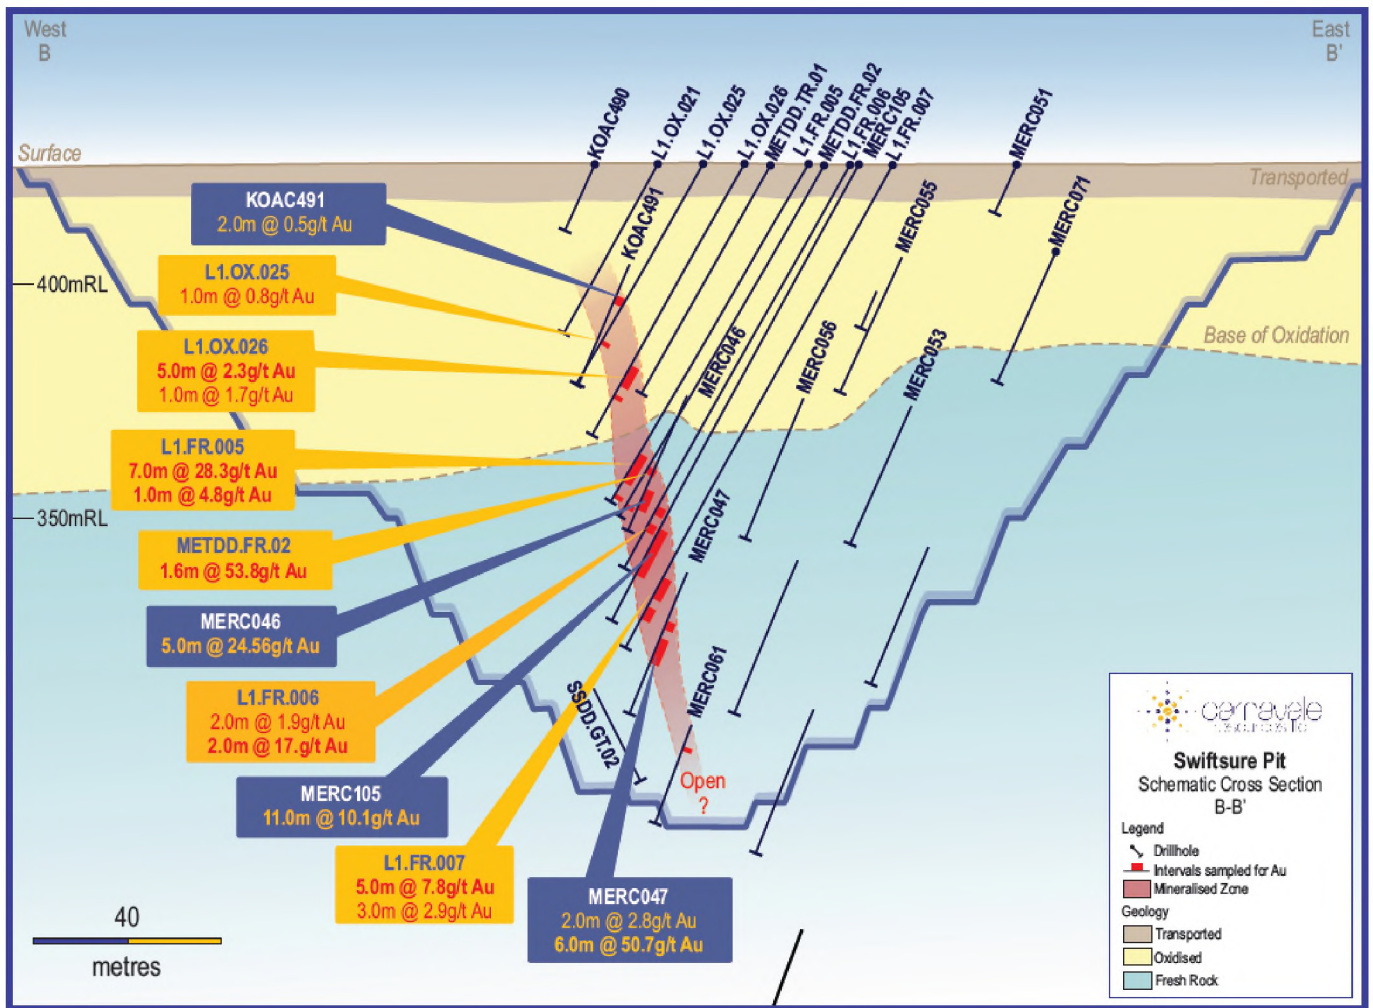 West
B
East
B'
Surface
Transported
KOAC490
L1.OX.021
L1.OX.025
L1.OX.026
METDD.TR.01
L1.FR.005
METDD.FR.02
L1.FR.006
MERC105
L1.FR.007
MERC051
KOAC491
MERC055
MERC071
KOAC491
2.0m @ 0.5g/t Au
L1.OX.025
1.0m @ 0.8g/t Au
400mRL
Base of Oxidation
L1.OX.026
5.0m @ 2.3g/t Au
1.0m @ 1.7g/t Au
MERC046
MERC056
MERC053
L1.FR.005
7.0m @ 28.3g/t Au
1.0m @ 4.8g/t Au
350mRL
METDD.FR.02
1.6m @ 53.8g/t Au
MERC047
MERC046
5.0m @ 24.56g/t Au
L1.FR.006
2.0m @ 1.9g/t Au
2.0m @ 17.g/t Au
SSDD.GT.02
MERC061
Open
?
MERC105
11.0m @ 10.1g/t Au
L1.FR.007
5.0m @ 7.8g/t Au
3.0m @ 2.9g/t Au
MERC047
2.0m @ 2.8g/t Au
6.0m @ 50.7g/t Au
40
metres
carnavale
Swiftsure Pit
Schematic Cross Section
B-B'
Legend
Drillhole
Intervals sampled for Au
Mineralised Zone
Geology
Transported
Oxidised
Fresh Rock